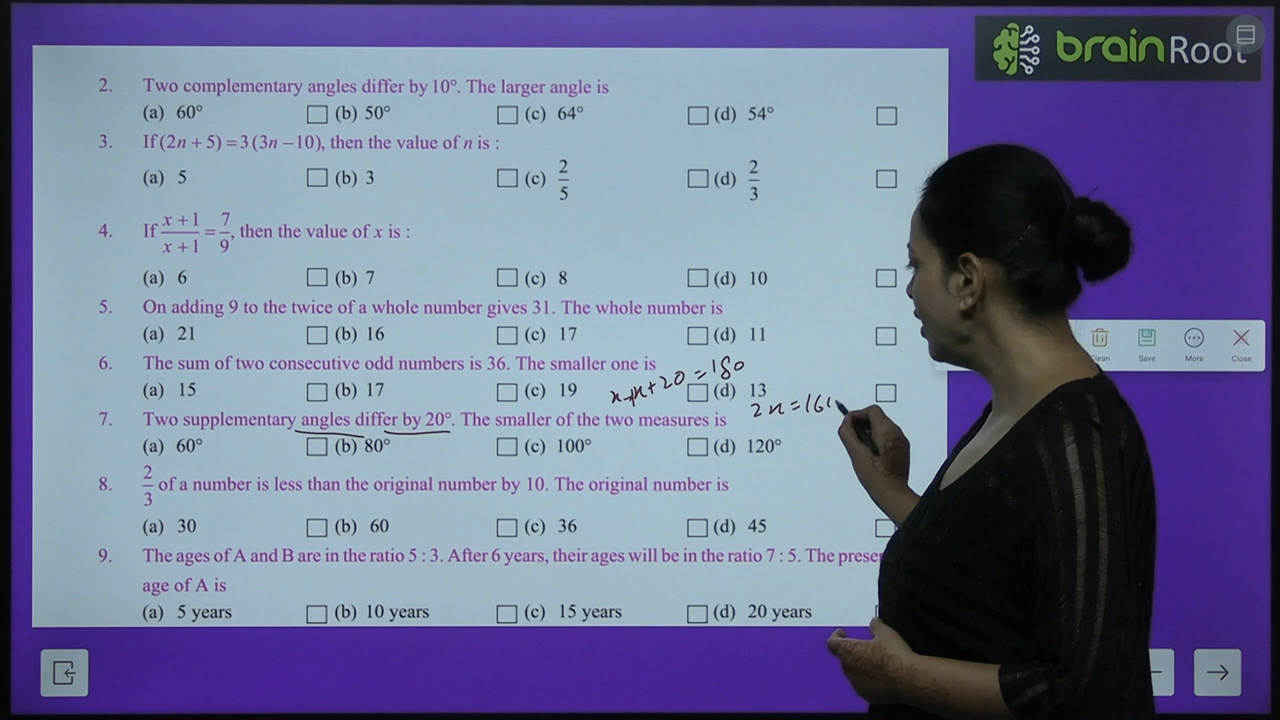 brainRoot
2. Two complementary angles differ by 10°. The larger angle is
(a) 60° (b) 50° (c) 64° (d) 54°
3. If (2n + 5) = 3 (3n – 10), then the value of n is :
(a) 5 (b) 3 (c) 2/5 (d) 2/3
4. If (x + 1)/(x + 1) = 7/9, then the value of x is :
(a) 6 (b) 7 (c) 8 (d) 10
5. On adding 9 to the twice of a whole number gives 31. The whole number is
(a) 21 (b) 16 (c) 17 (d) 11
Clean Save More Close
6. The sum of two consecutive odd numbers is 36. The smaller one is
x+x+20 = 180
(a) 15 (b) 17 (c) 19 (d) 13
2x = 160
7. Two supplementary angles differ by 20°. The smaller of the two measures is
(a) 60° (b) 80° (c) 100° (d) 120°
8. 2/3 of a number is less than the original number by 10. The original number is
(a) 30 (b) 60 (c) 36 (d) 45
9. The ages of A and B are in the ratio 5 : 3. After 6 years, their ages will be in the ratio 7 : 5. The prese
age of A is
(a) 5 years (b) 10 years (c) 15 years (d) 20 years